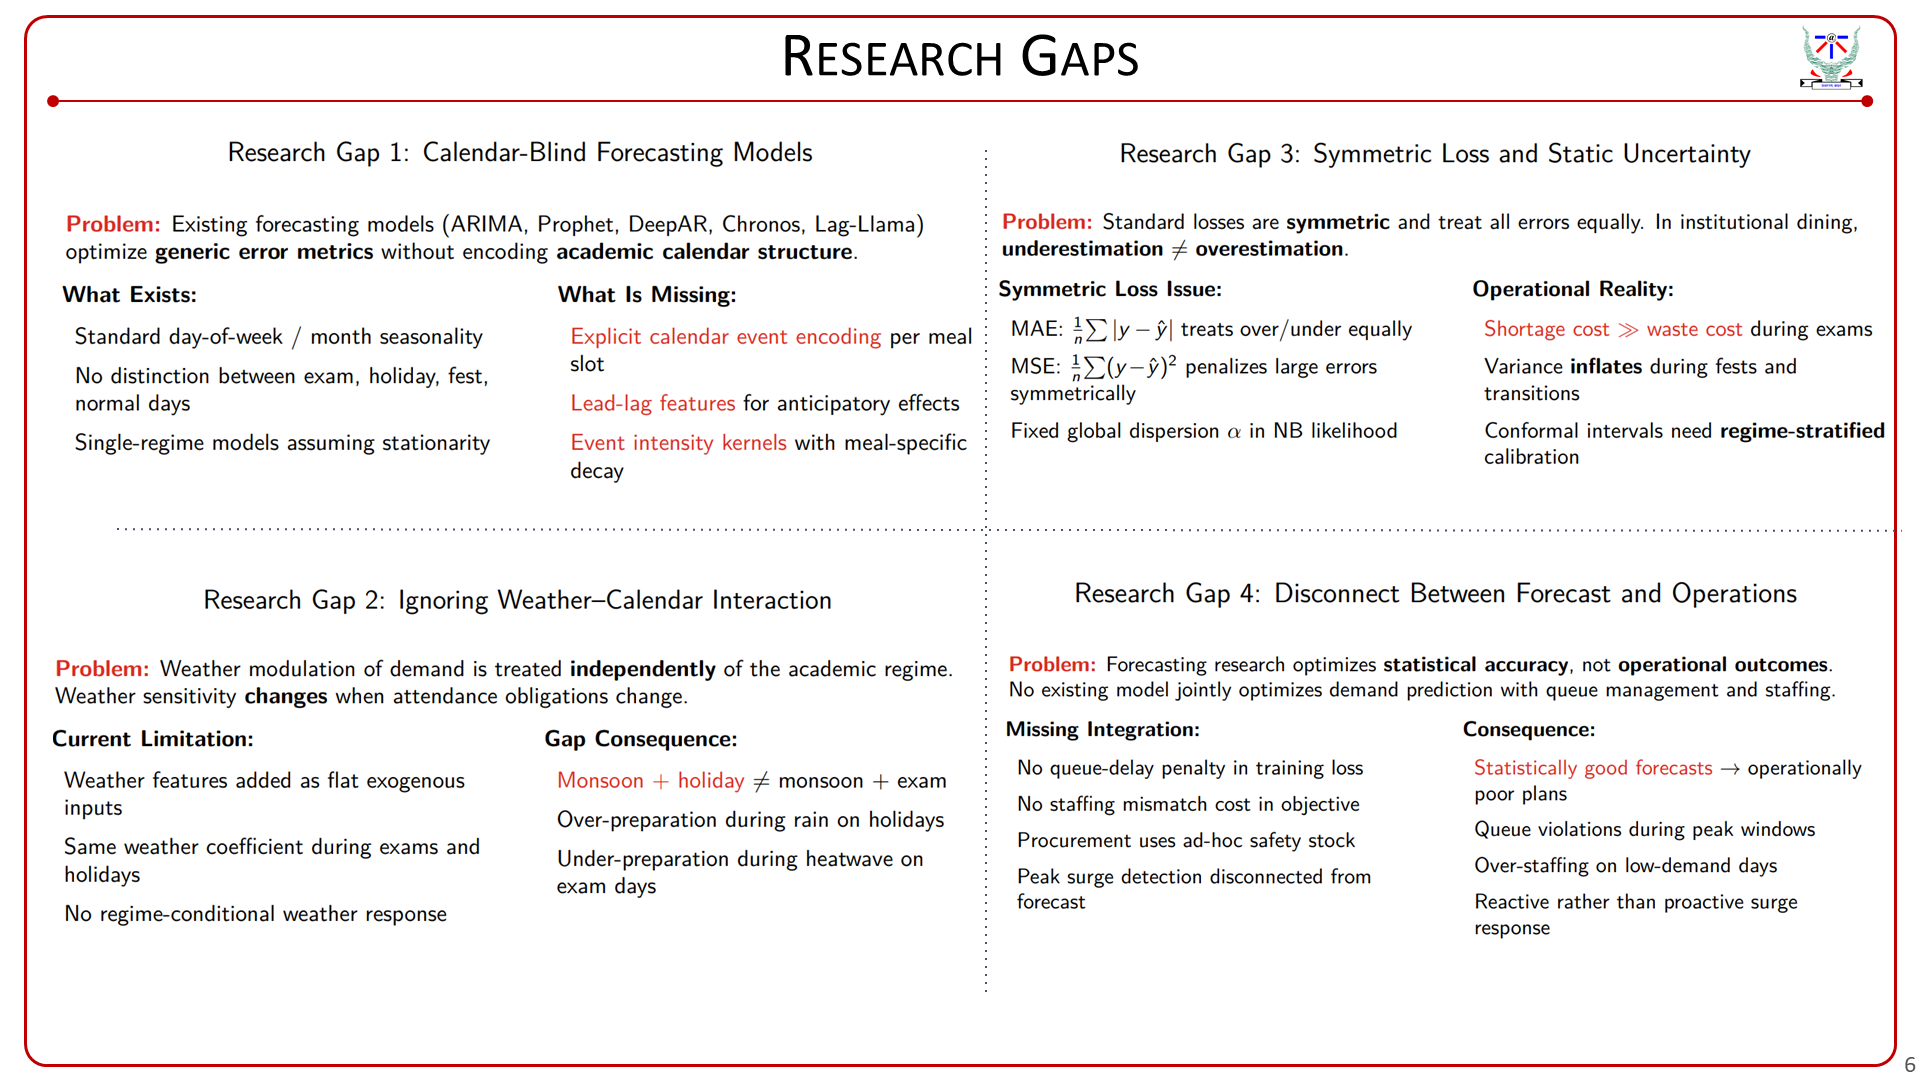 RESEARCH GAPS
Research Gap 1: Calendar-Blind Forecasting Models
Problem: Existing forecasting models (ARIMA, Prophet, DeepAR, Chronos, Lag-Llama)
optimize generic error metrics without encoding academic calendar structure.
What Exists:
Standard day-of-week / month seasonality
No distinction between exam, holiday, fest,
normal days
Single-regime models assuming stationarity
What Is Missing:
Explicit calendar event encoding per meal
slot
Lead-lag features for anticipatory effects
Event intensity kernels with meal-specific
decay
Research Gap 2: Ignoring Weather–Calendar Interaction
Problem: Weather modulation of demand is treated independently of the academic regime.
Weather sensitivity changes when attendance obligations change.
Current Limitation:
Weather features added as flat exogenous
inputs
Same weather coefficient during exams and
holidays
No regime-conditional weather response
Gap Consequence:
Monsoon + holiday ≠ monsoon + exam
Over-preparation during rain on holidays
Under-preparation during heatwave on
exam days
Research Gap 3: Symmetric Loss and Static Uncertainty
Problem: Standard losses are symmetric and treat all errors equally. In institutional dining,
underestimation ≠ overestimation.
Symmetric Loss Issue:
MAE: 1/n ∑ |y − ŷ| treats over/under equally
MSE: 1/n ∑(y−ŷ)² penalizes large errors
symmetrically
Fixed global dispersion α in NB likelihood
Operational Reality:
Shortage cost ≫ waste cost during exams
Variance inflates during fests and
transitions
Conformal intervals need regime-stratified
calibration
Research Gap 4: Disconnect Between Forecast and Operations
Problem: Forecasting research optimizes statistical accuracy, not operational outcomes.
No existing model jointly optimizes demand prediction with queue management and staffing.
Missing Integration:
No queue-delay penalty in training loss
No staffing mismatch cost in objective
Procurement uses ad-hoc safety stock
Peak surge detection disconnected from
forecast
Consequence:
Statistically good forecasts → operationally
poor plans
Queue violations during peak windows
Over-staffing on low-demand days
Reactive rather than proactive surge
response
6